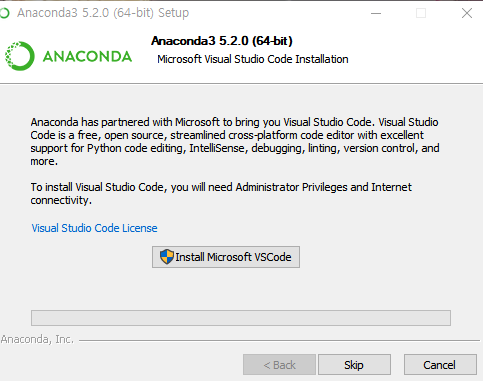 Anaconda3 5.2.0 (64-bit) Setup
ANACONDA
Anaconda3 5.2.0 (64-bit)
Microsoft Visual Studio Code Installation
Anaconda has partnered with Microsoft to bring you Visual Studio Code. Visual Studio
Code is a free, open source, streamlined cross-platform code editor with excellent
support for Python code editing, IntelliSense, debugging, linting, version control, and
more.
To install Visual Studio Code, you will need Administrator Privileges and Internet
connectivity.
Visual Studio Code License
Install Microsoft VSCode
Anaconda, Inc.
< Back
Skip
Cancel